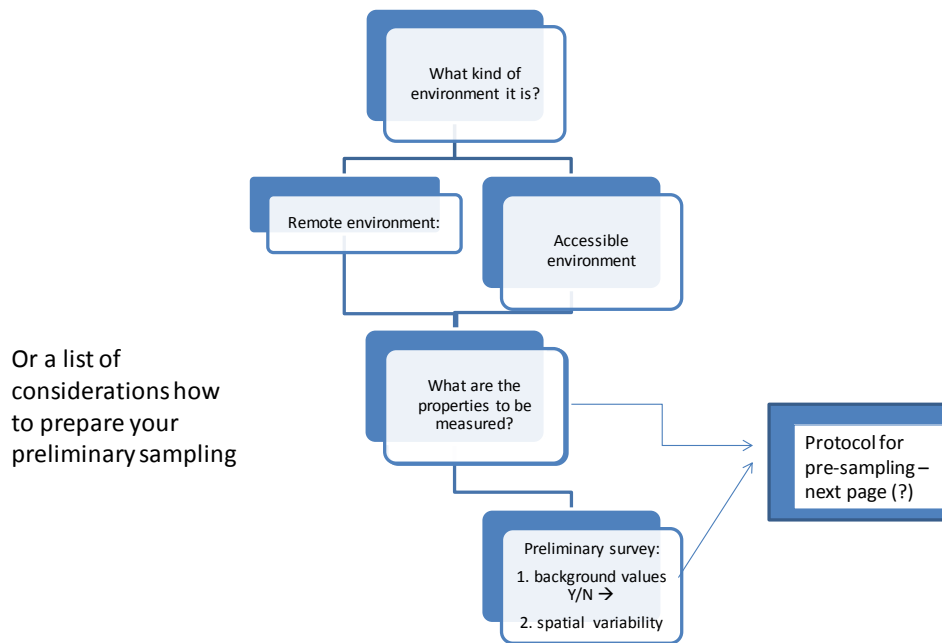 What kind of
environment it is?
Remote environment:
Accessible
environment
Or a list of
considerations how
to prepare your
preliminary sampling
What are the
properties to be
measured?
Protocol for
pre-sampling –
next page (?)
Preliminary survey:
1. background values
Y/N →
2. spatial variability